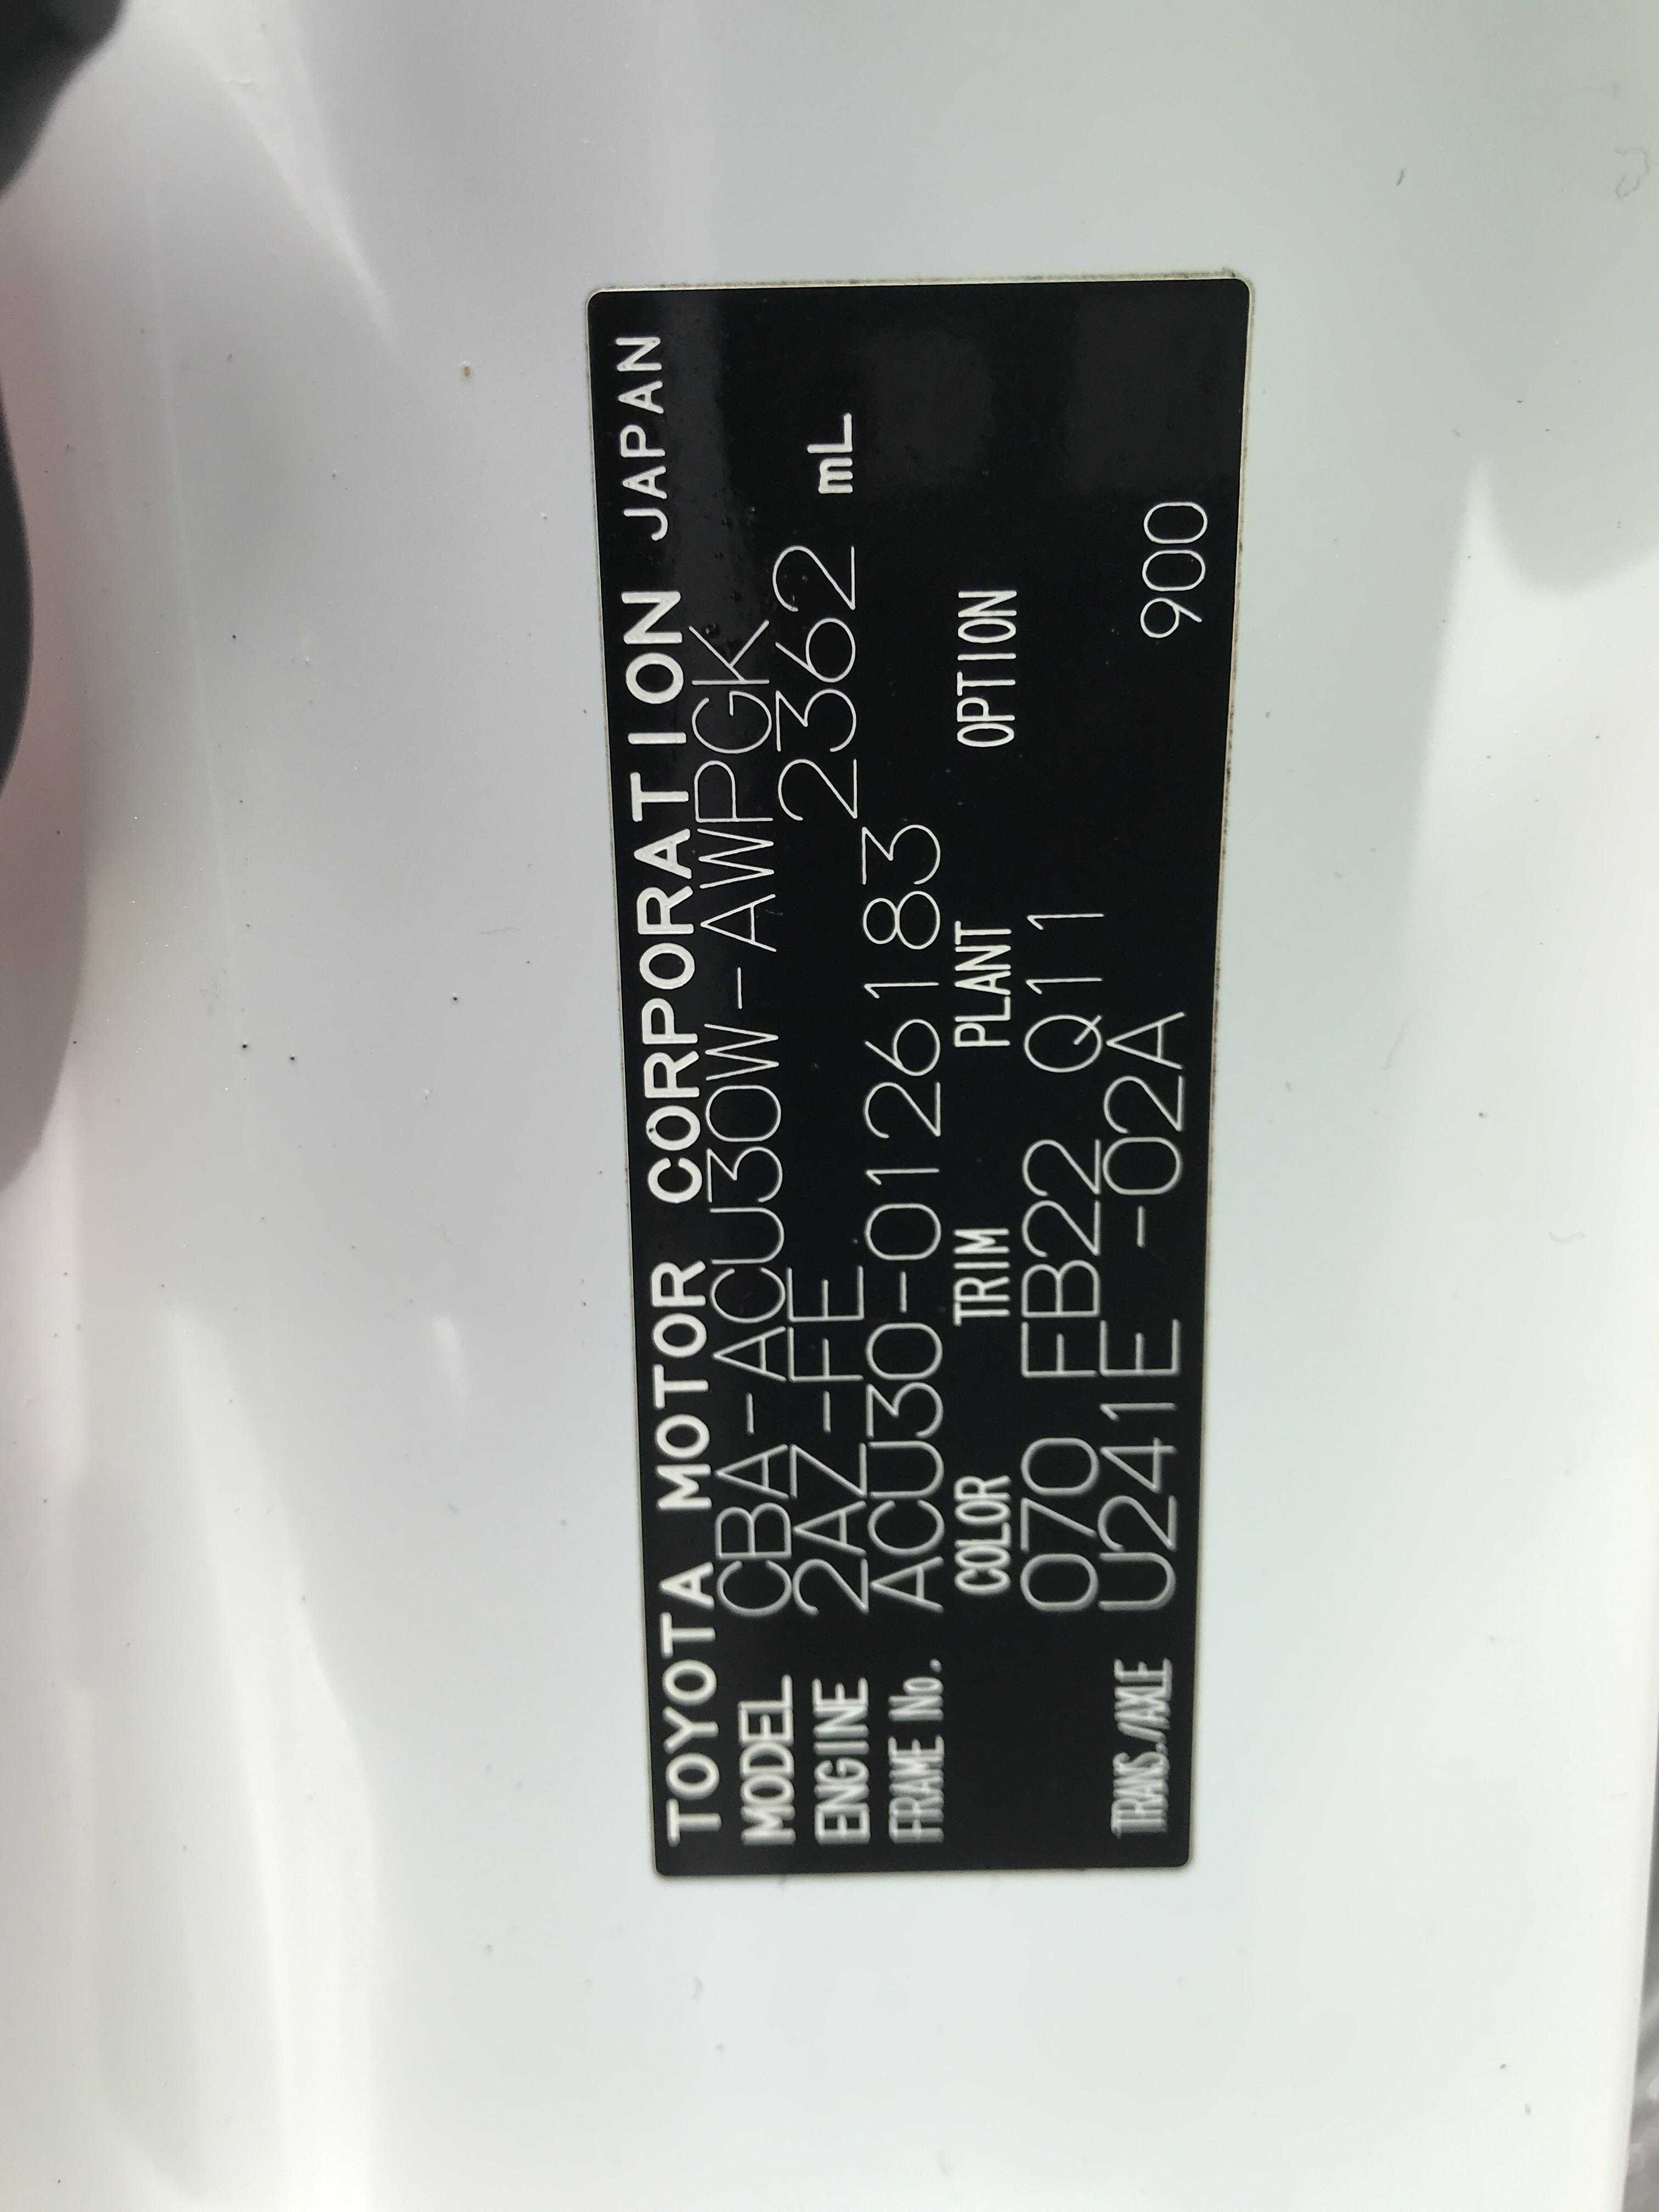 TOYOTA MOTOR CORPORATION JAPAN
MODEL CBA-ACU30W-AWPGK
ENGINE 2AZ-FE 2362 mL
FRAME No. ACU30-0126183
COLOR TRIM PLANT OPTION
070 FB22 Q11
TRANS./AXLE U241E -02A 900